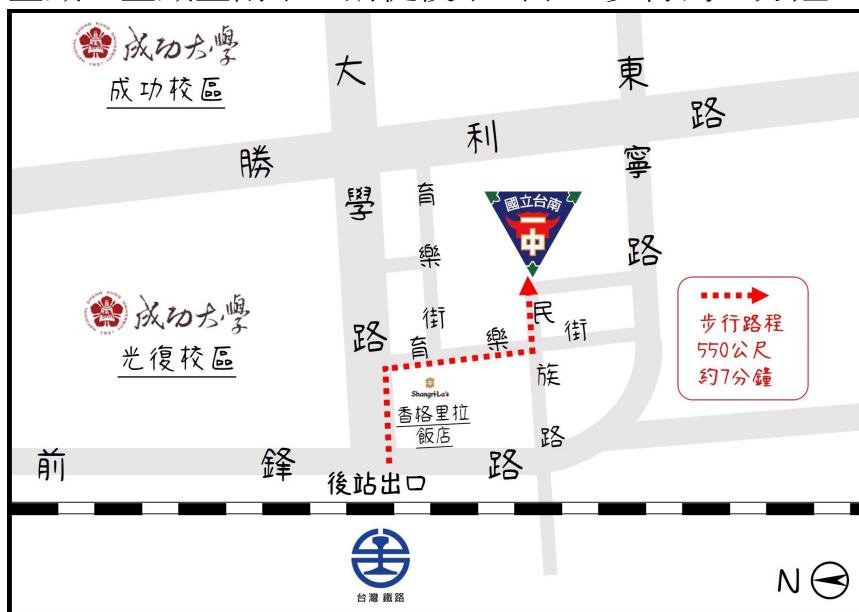 成功大學
成功校區
大學路
東寧路
勝利路
育樂街
國立台南
一中
成功大學
光復校區
育樂街
民族路
步行路程
550公尺
約7分鐘
Shangri-La's
香格里拉
飯店
前鋒路
後站出口
台灣鐵路
N